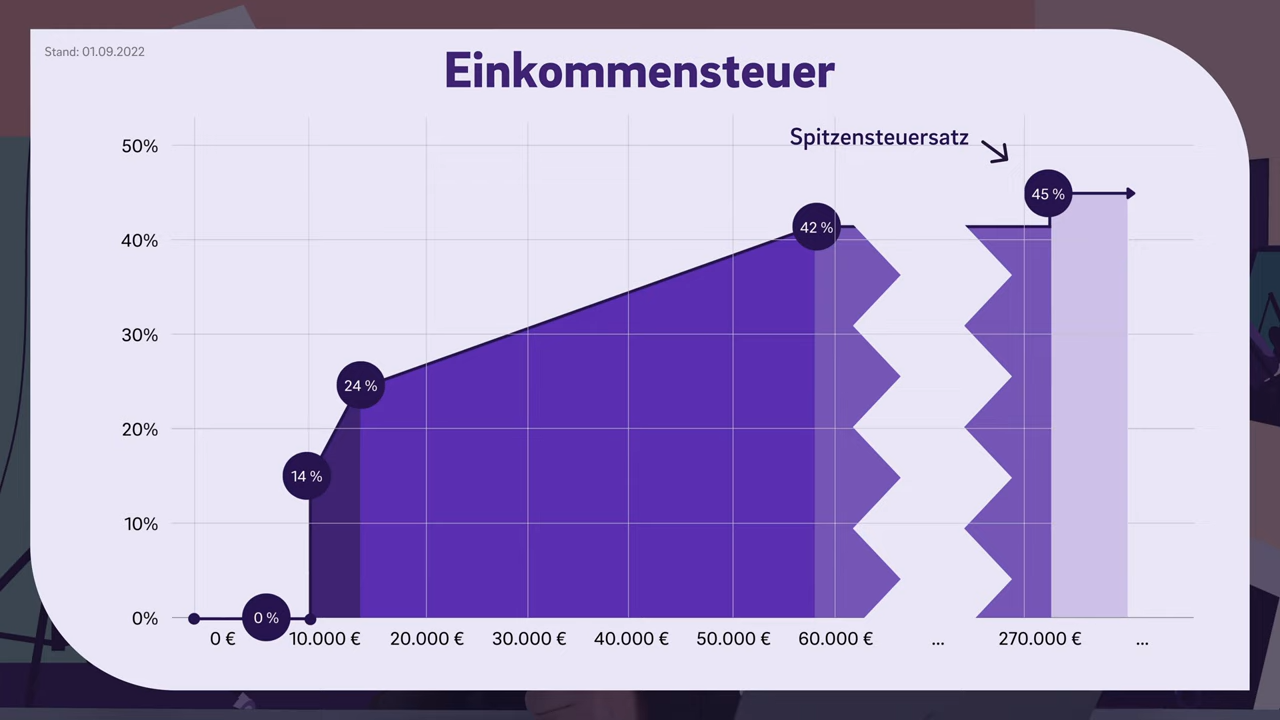 Stand: 01.09.2022
Einkommensteuer
Spitzensteuersatz
50%
45 %
42 %
40%
30%
24 %
20%
14 %
10%
0%
0 %
0 € 10.000 € 20.000 € 30.000 € 40.000 € 50.000 € 60.000 € ... 270.000 € ...